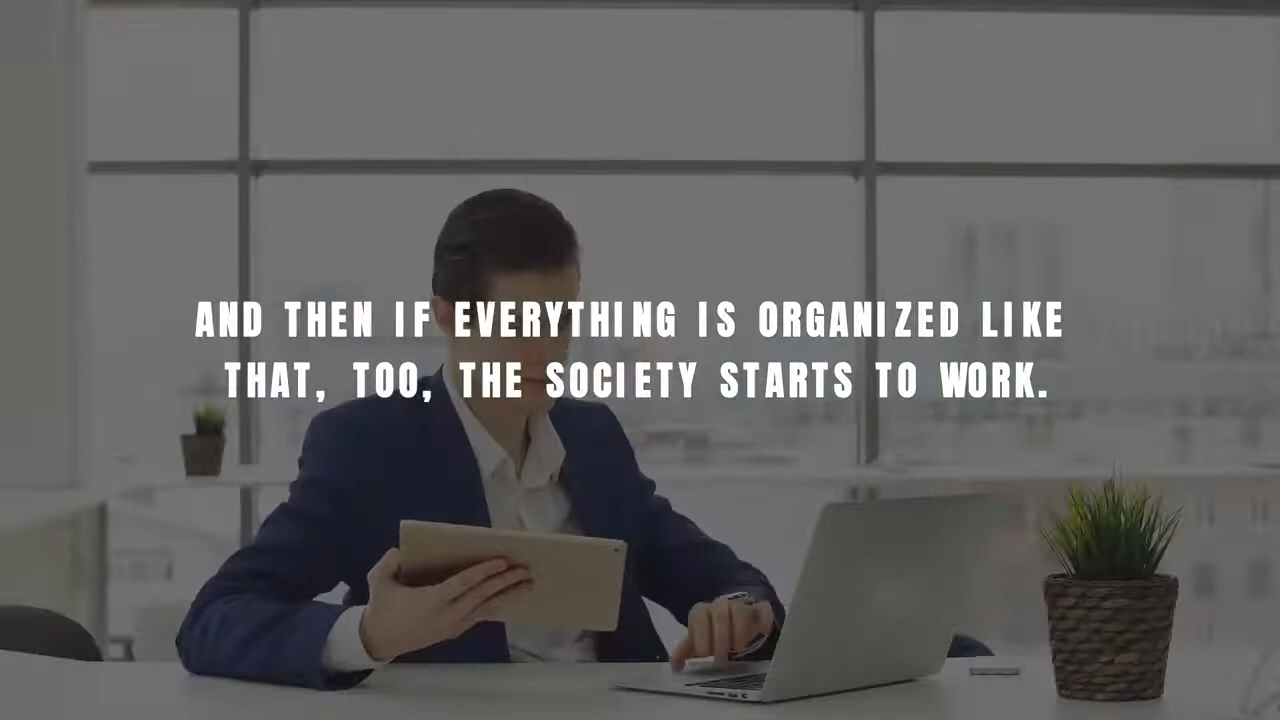 AND THEN IF EVERYTHING IS ORGANIZED LIKE
THAT, TOO, THE SOCIETY STARTS TO WORK.